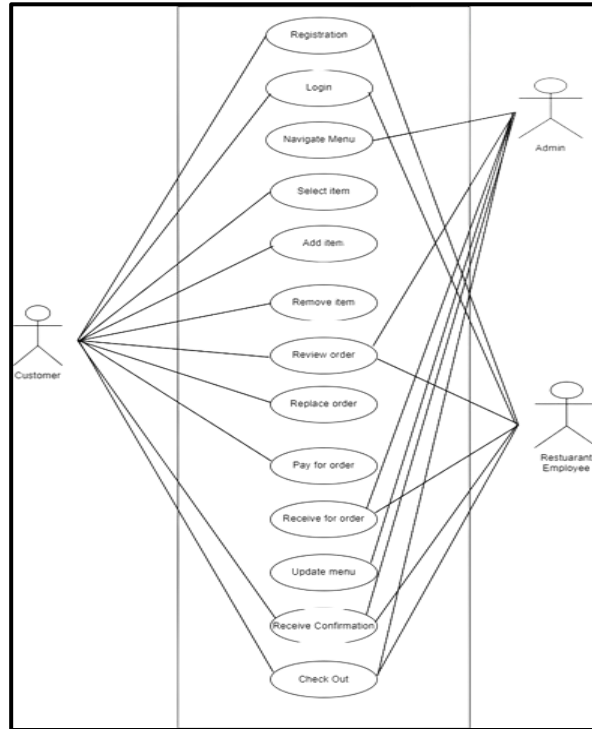 Registration
Login
Navigate Menu
Select item
Add item
Remove item
Review order
Replace order
Pay for order
Receive for order
Update menu
Receive Confirmation
Check Out
Customer
Admin
Restuarant
Employee